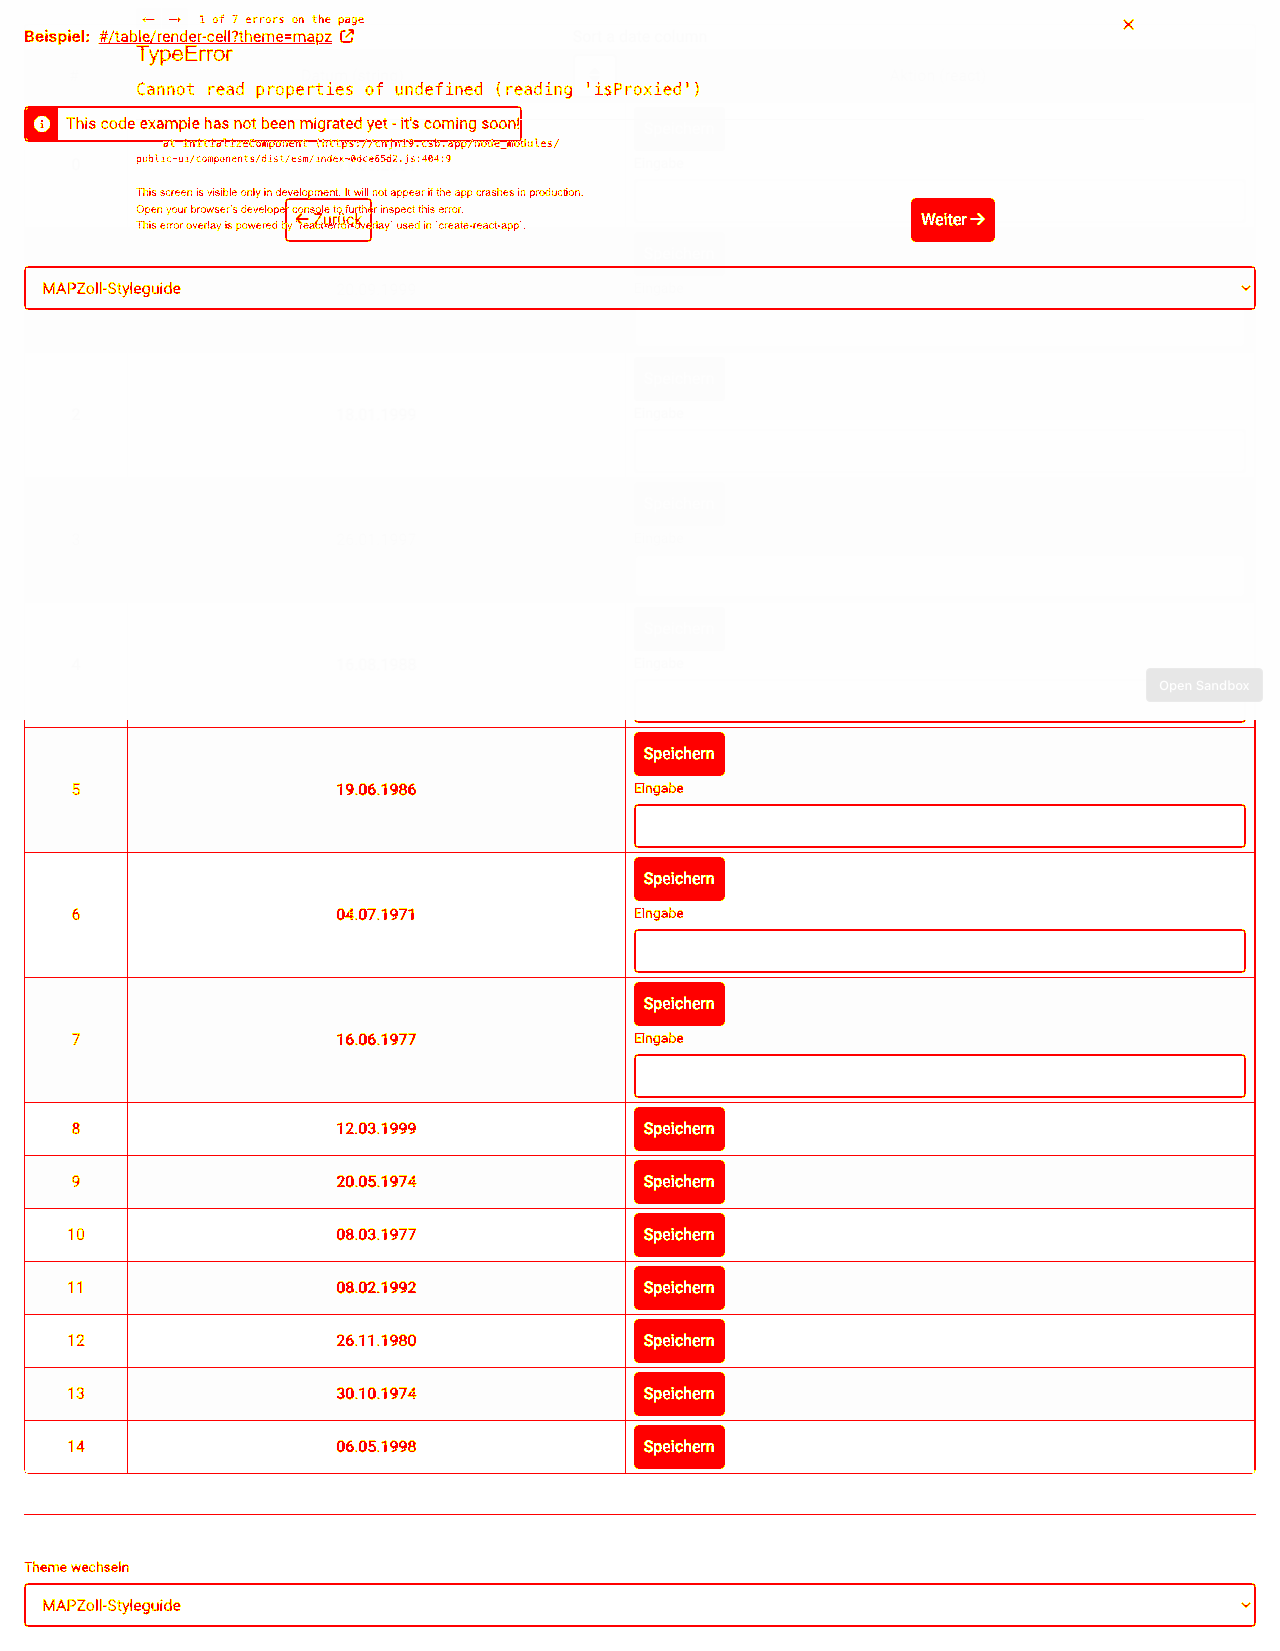 ← → 1 of 7 errors on the page
Beispiel: #/table/render-cell?theme=mapz
TypeError
Cannot read properties of undefined (reading 'isProxied')
This code example has not been migrated yet - it's coming soon!
public-ui/components/dist/esm/index-0dce65d2.js:404:9
This screen is visible only in development. It will not appear if the app crashes in production.
Open your browser's developer console to further inspect this error.
This error overlay is powered by `react-error-overlay` used in `create-react-app`.
← Zurück
Weiter →
MAPZoll-Styleguide
Open Sandbox
Speichern
5 19.06.1986
Eingabe
Speichern
6 04.07.1971
Eingabe
Speichern
7 16.06.1977
Eingabe
8 12.03.1999 Speichern
9 20.05.1974 Speichern
10 08.03.1977 Speichern
11 08.02.1992 Speichern
12 26.11.1980 Speichern
13 30.10.1974 Speichern
14 06.05.1998 Speichern
Theme wechseln
MAPZoll-Styleguide